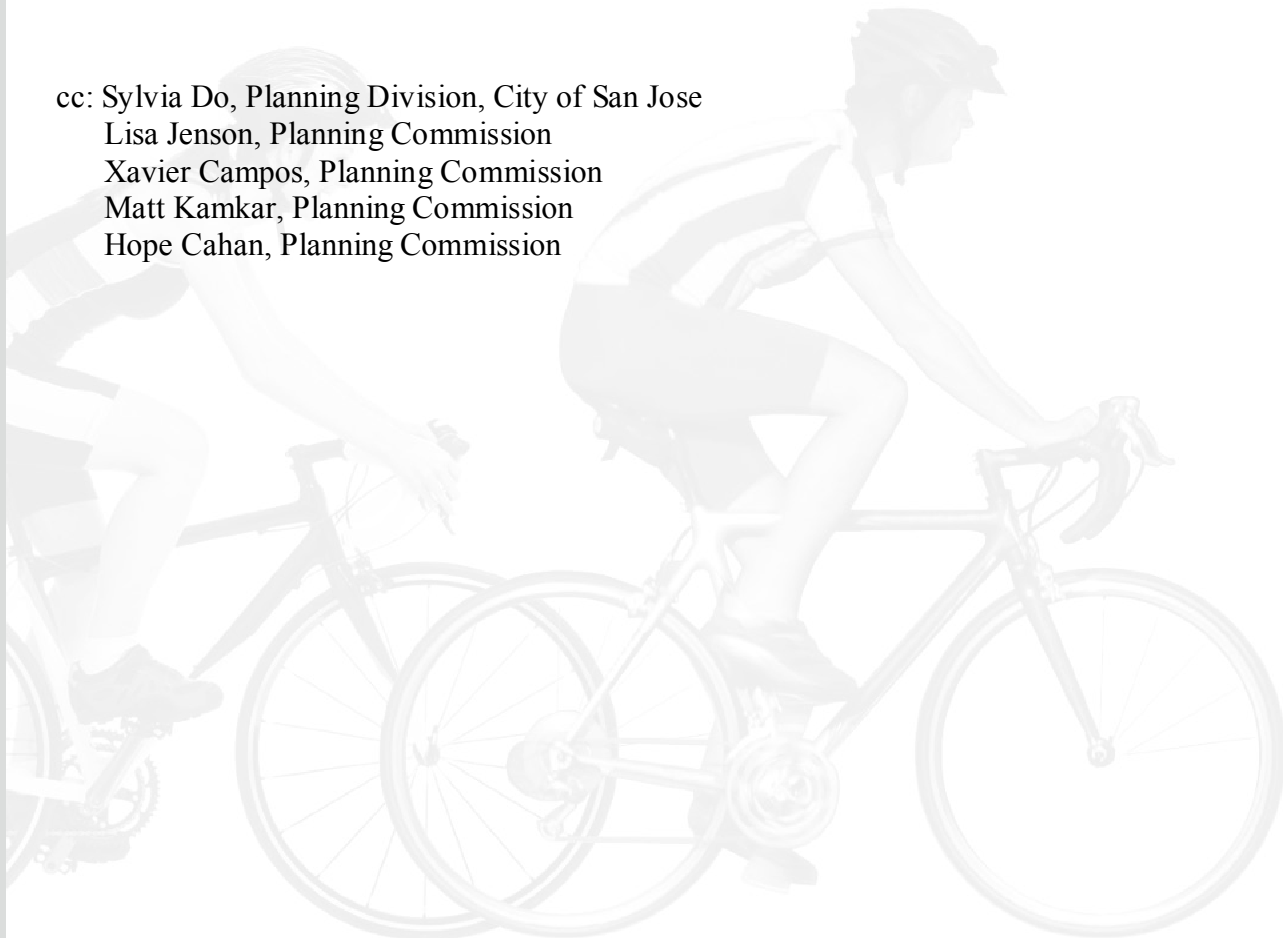 cc: Sylvia Do, Planning Division, City of San Jose
Lisa Jenson, Planning Commission
Xavier Campos, Planning Commission
Matt Kamkar, Planning Commission
Hope Cahan, Planning Commission